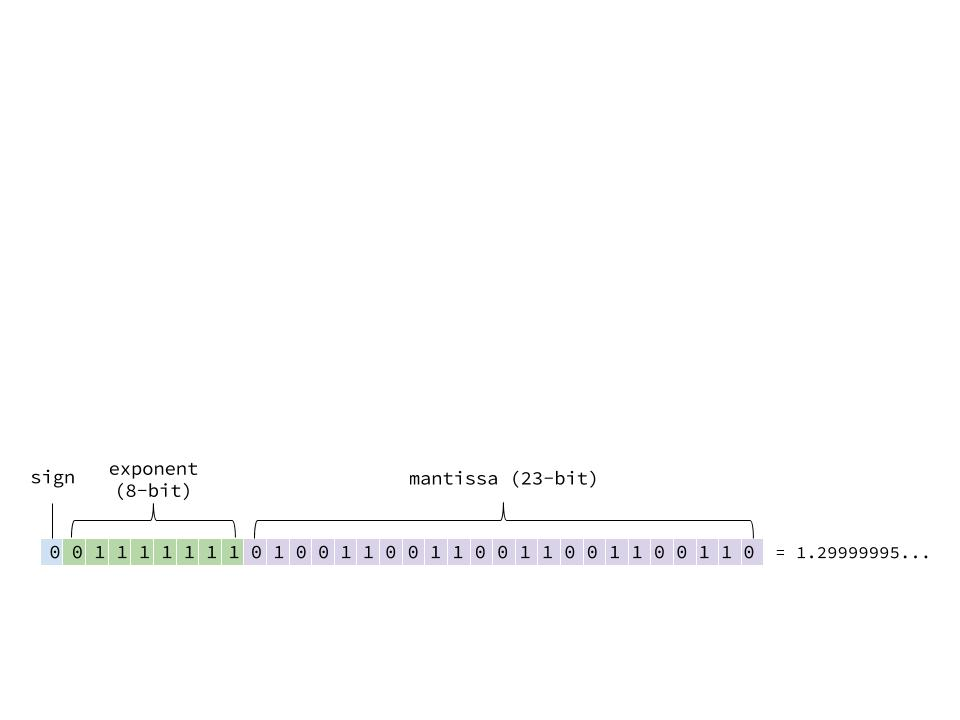 sign
exponent
(8-bit)
mantissa (23-bit)
0 0 1 1 1 1 1 1 1 0 1 0 0 1 1 0 0 1 1 0 0 1 1 0 0 1 1 0 0 1 1 0 = 1.29999995...